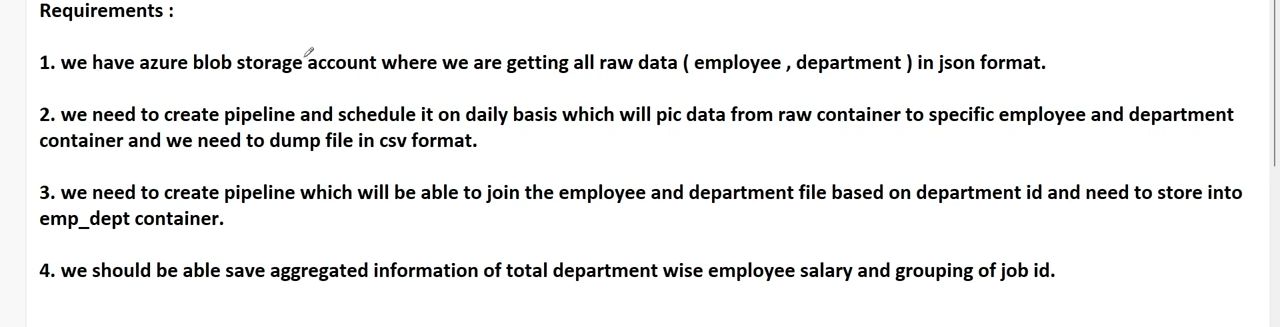 Requirements :
1. we have azure blob storage account where we are getting all raw data ( employee , department ) in json format.
2. we need to create pipeline and schedule it on daily basis which will pic data from raw container to specific employee and department
container and we need to dump file in csv format.
3. we need to create pipeline which will be able to join the employee and department file based on department id and need to store into
emp_dept container.
4. we should be able save aggregated information of total department wise employee salary and grouping of job id.